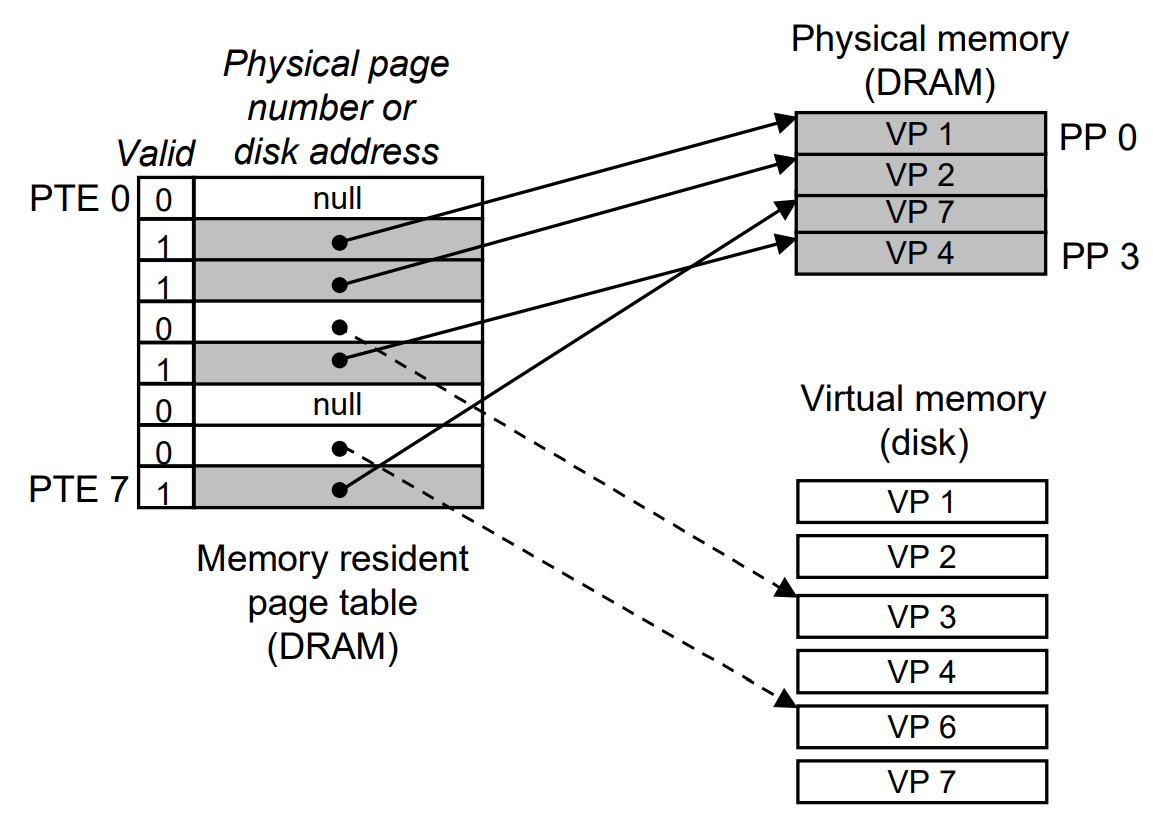 Physical page
number or
disk address
Valid
PTE 0
0
null
1
1
0
1
0
null
0
PTE 7
1
Memory resident
page table
(DRAM)
Physical memory
(DRAM)
VP 1
PP 0
VP 2
VP 7
VP 4
PP 3
Virtual memory
(disk)
VP 1
VP 2
VP 3
VP 4
VP 6
VP 7